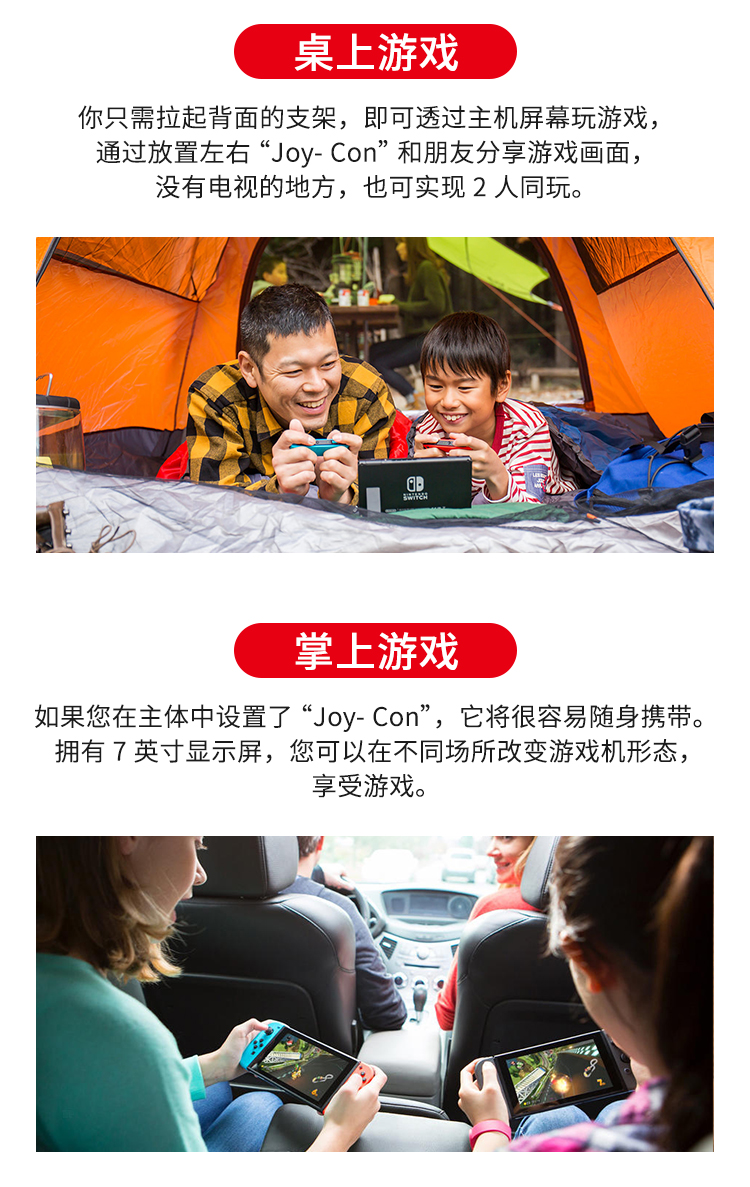 桌上游戏
你只需拉起背面的支架，即可透过主机屏幕玩游戏，
通过放置左右 “Joy- Con” 和朋友分享游戏画面，
没有电视的地方，也可实现 2 人同玩。
NINTENDO
SWITCH
掌上游戏
如果您在主体中设置了 “Joy- Con”，它将很容易随身携带。
拥有 7 英寸显示屏，您可以在不同场所改变游戏机形态，
享受游戏。